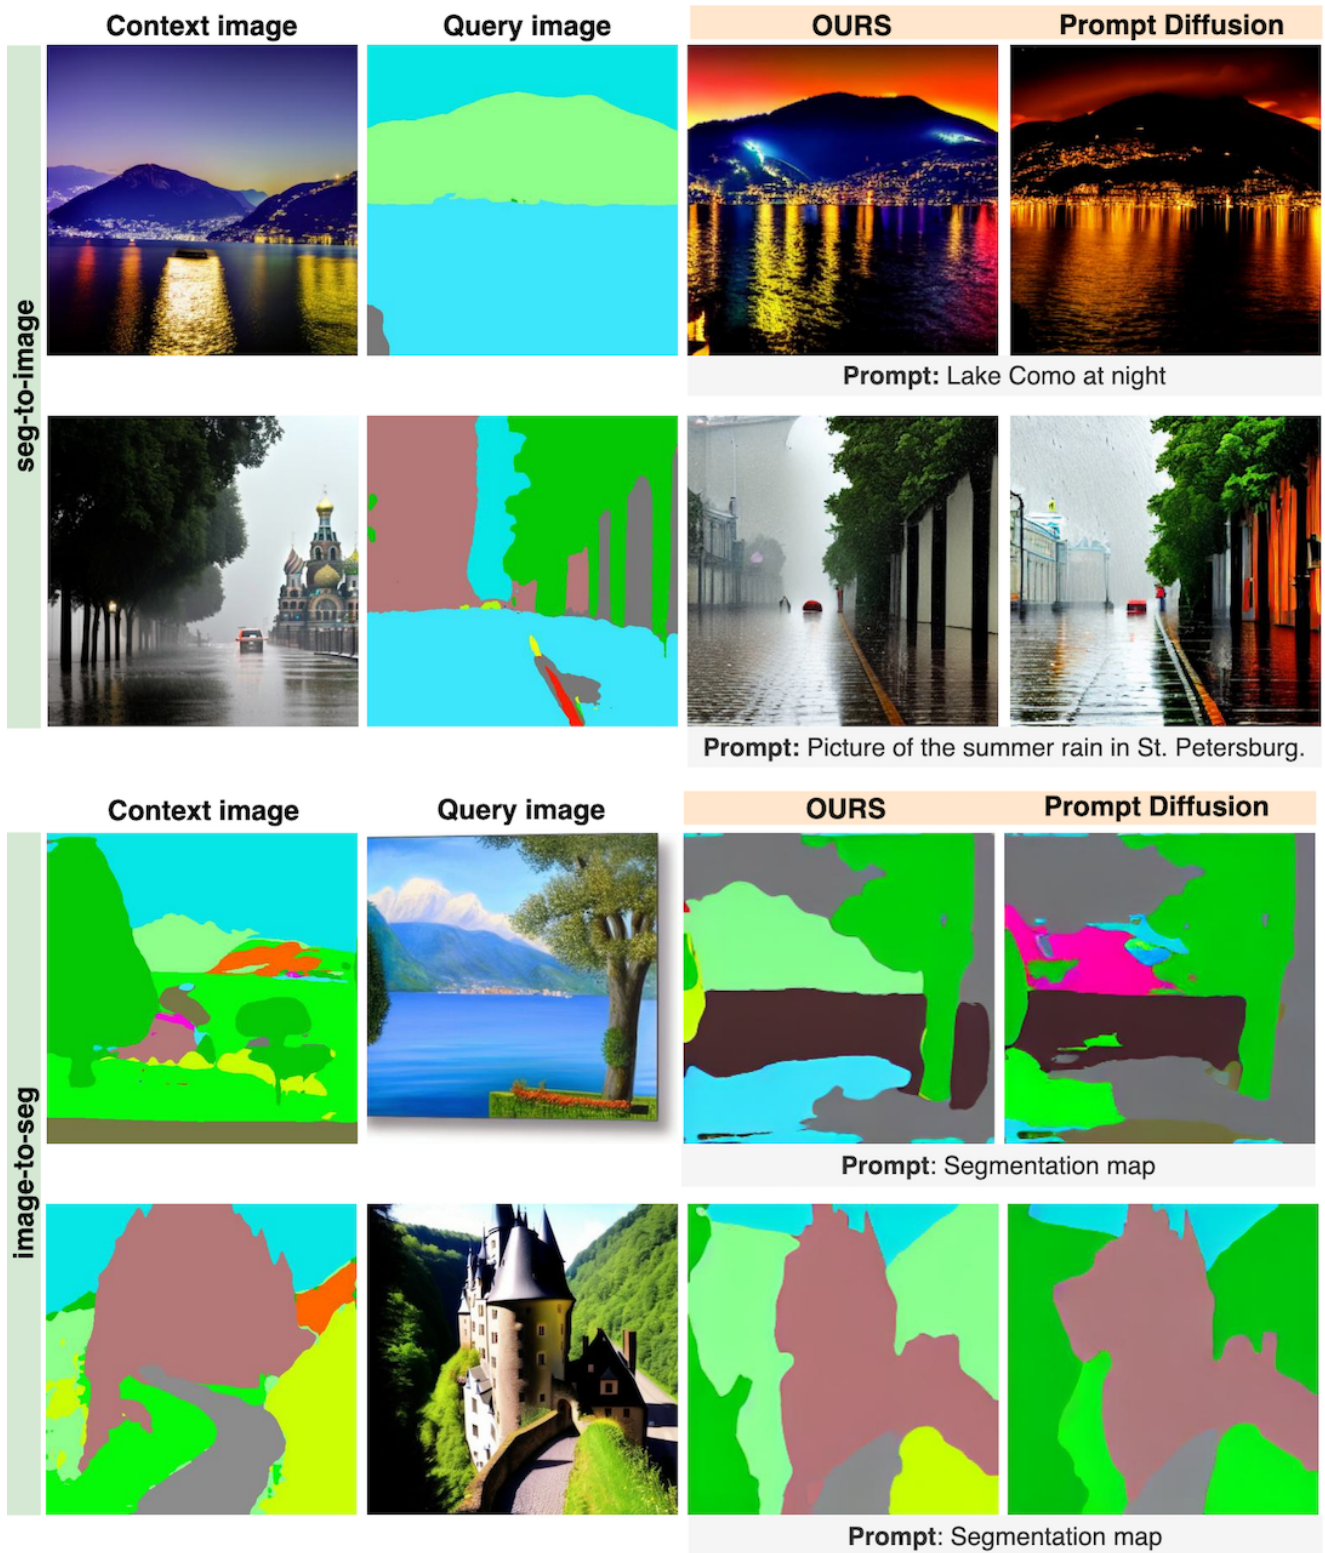 Context image
Query image
OURS
Prompt Diffusion
seg-to-image
Prompt: Lake Como at night
Prompt: Picture of the summer rain in St. Petersburg.
Context image
Query image
OURS
Prompt Diffusion
image-to-seg
Prompt: Segmentation map
Prompt: Segmentation map